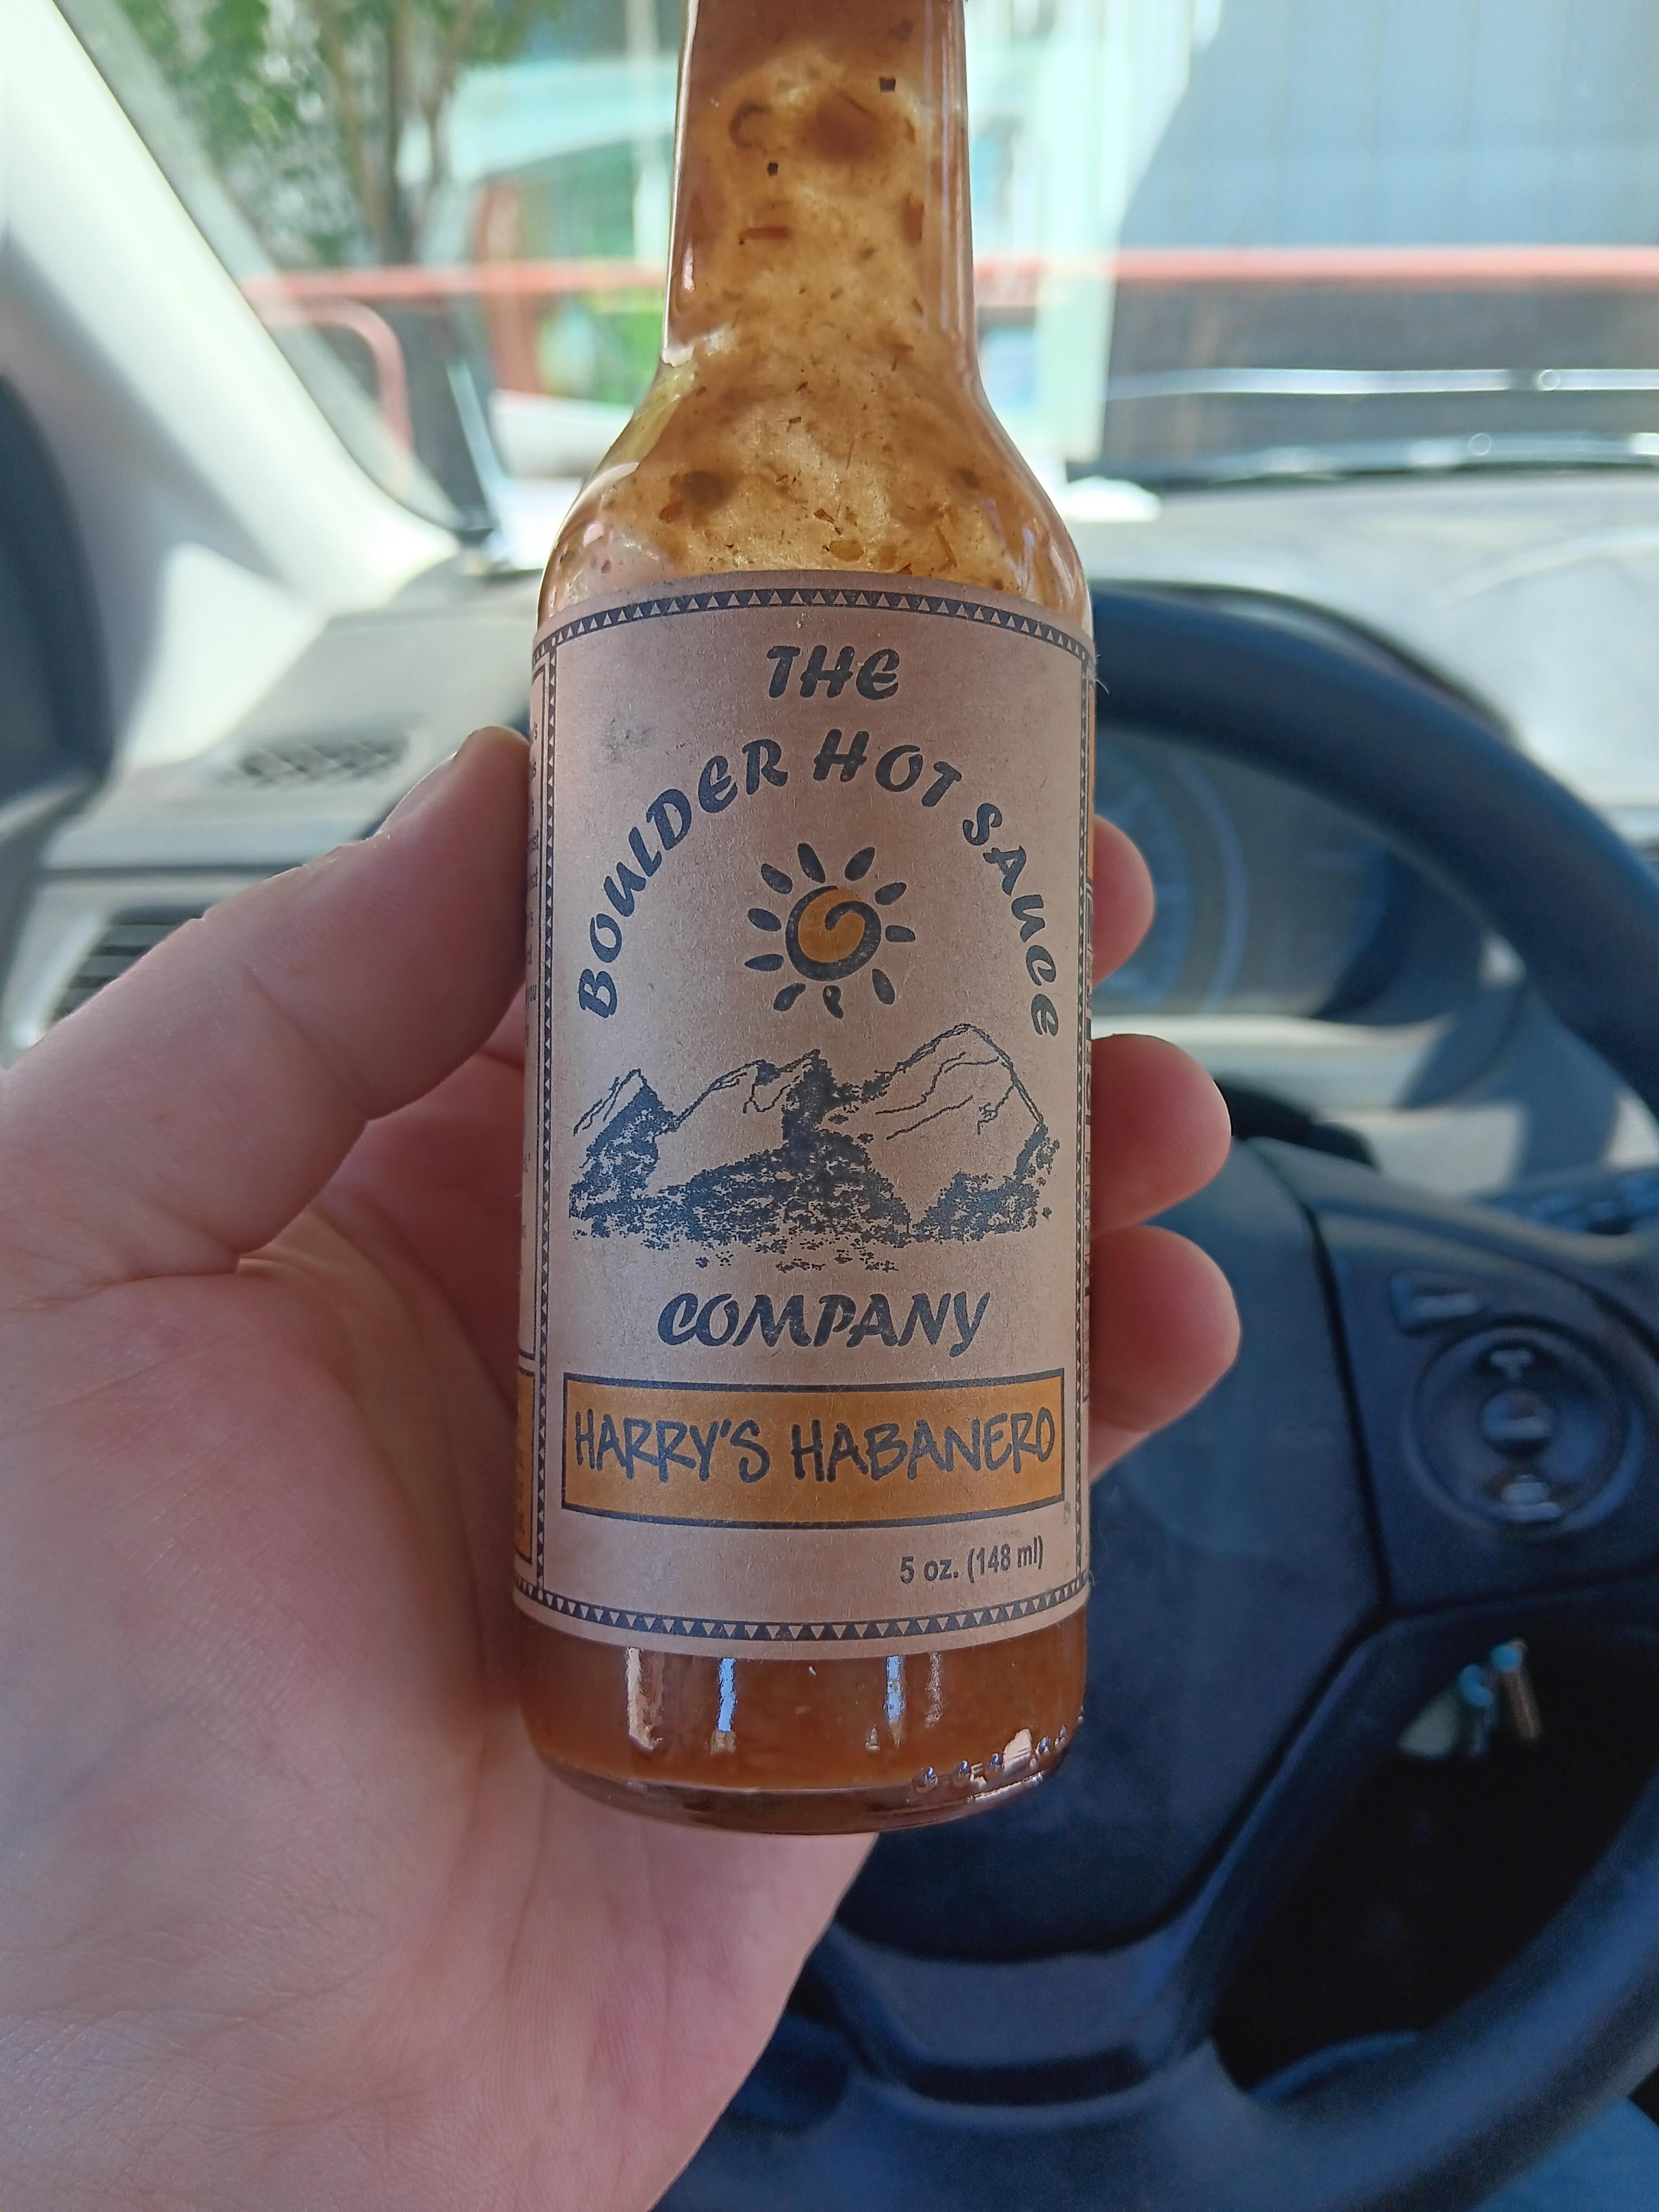 THE
BOULDER HOT SAUCE
COMPANY
HARRY'S HABANERO
5 oz. (148 ml)